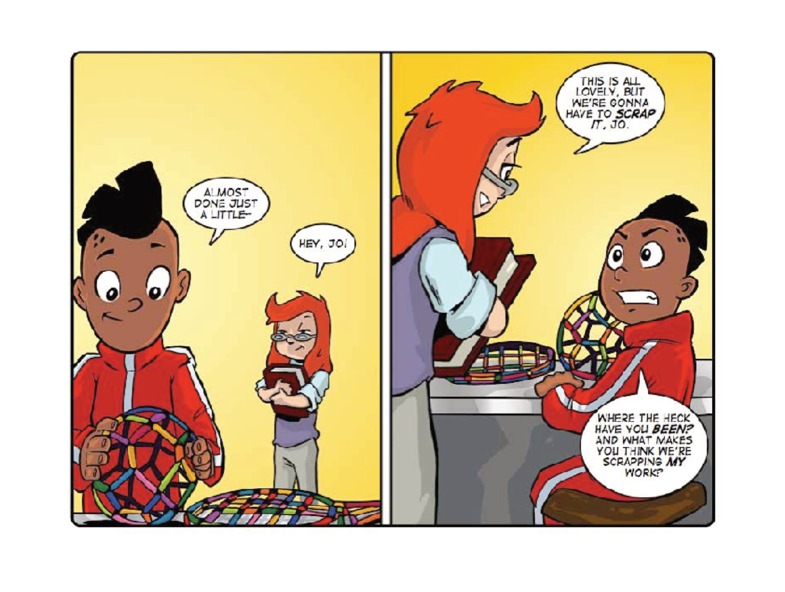 ALMOST
DONE JUST
A LITTLE--
HEY, JO!
THIS IS ALL
LOVELY, BUT
WE'RE GONNA
HAVE TO SCRAP
IT, JO.
WHERE THE HECK
HAVE YOU BEEN?
AND WHAT MAKES
YOU THINK WE'RE
SCRAPPING MY
WORK?